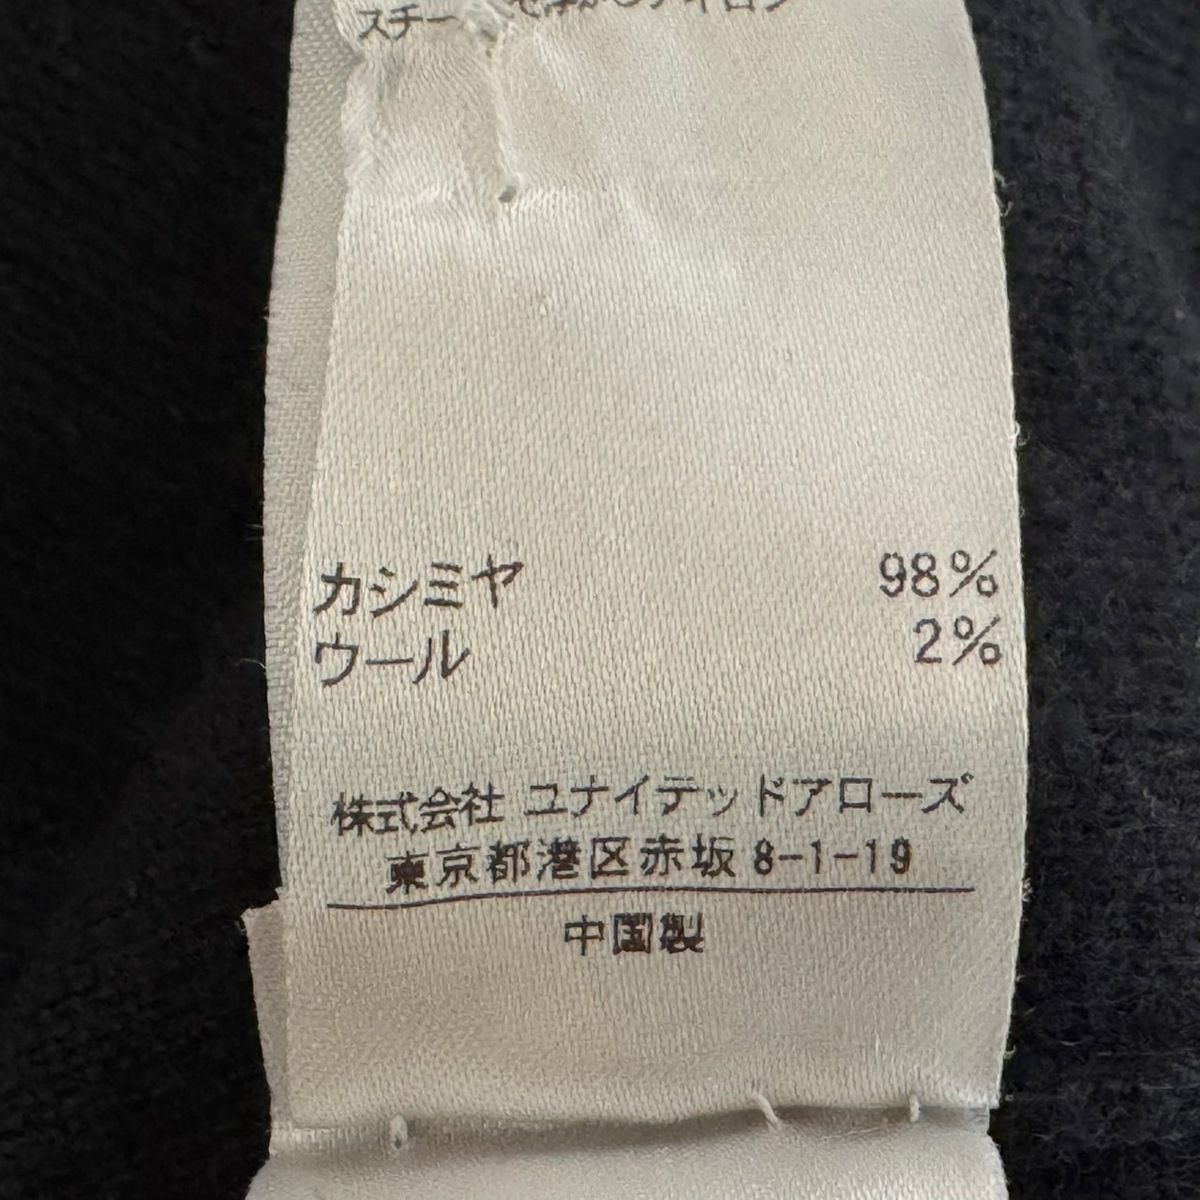 カシミヤ 98%
ウール 2%
株式会社 ユナイテッドアローズ
東京都港区赤坂8-1-19
中国製